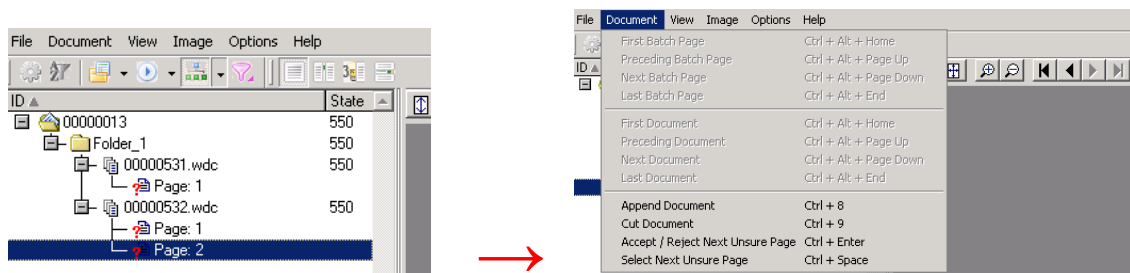 File Document View Image Options Help
ID State
00000013 550
Folder_1 550
00000531.wdc 550
Page: 1
00000532.wdc 550
Page: 1
Page: 2
File Document View Image Options Help
ID
First Batch Page Ctrl + Alt + Home
Preceding Batch Page Ctrl + Alt + Page Up
Next Batch Page Ctrl + Alt + Page Down
Last Batch Page Ctrl + Alt + End
First Document Ctrl + Alt + Home
Preceding Document Ctrl + Alt + Page Up
Next Document Ctrl + Alt + Page Down
Last Document Ctrl + Alt + End
Append Document Ctrl + 8
Cut Document Ctrl + 9
Accept / Reject Next Unsure Page Ctrl + Enter
Select Next Unsure Page Ctrl + Space